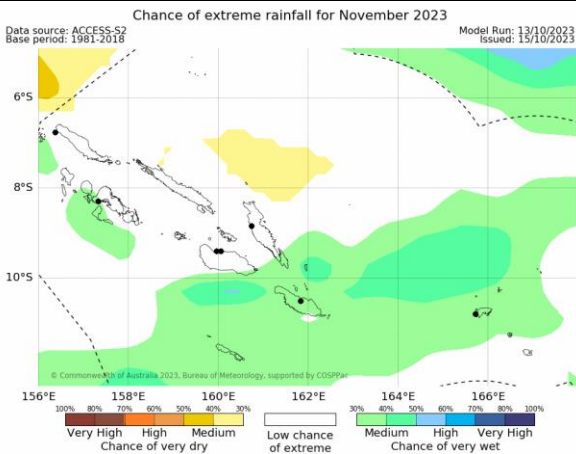 Chance of extreme rainfall for November 2023
Data source: ACCESS-S2
Base period: 1981-2018
Model Run: 13/10/2023
Issued: 15/10/2023
6°S
8°S
10°S
© Commonwealth of Australia 2023, Bureau of Meteorology, supported by COSPPac
156°E 158°E 160°E 162°E 164°E 166°E
100% 80% 70% 60% 50% 40% 30%
30% 40% 50% 60% 70% 80% 100%
Very High High Medium
Low chance
of extreme
Medium High Very High
Chance of very dry
Chance of very wet